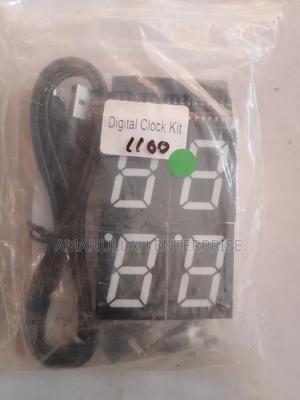 Digital Clock Kit
1100
AMANULLAH ENTERPRISE